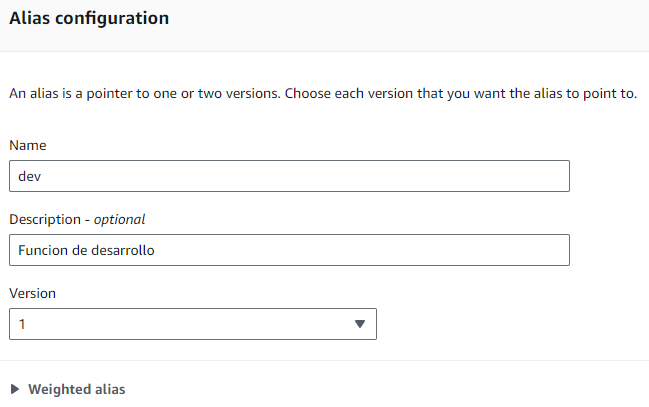 Alias configuration
An alias is a pointer to one or two versions. Choose each version that you want the alias to point to.
Name
dev
Description - optional
Funcion de desarrollo
Version
1
Weighted alias